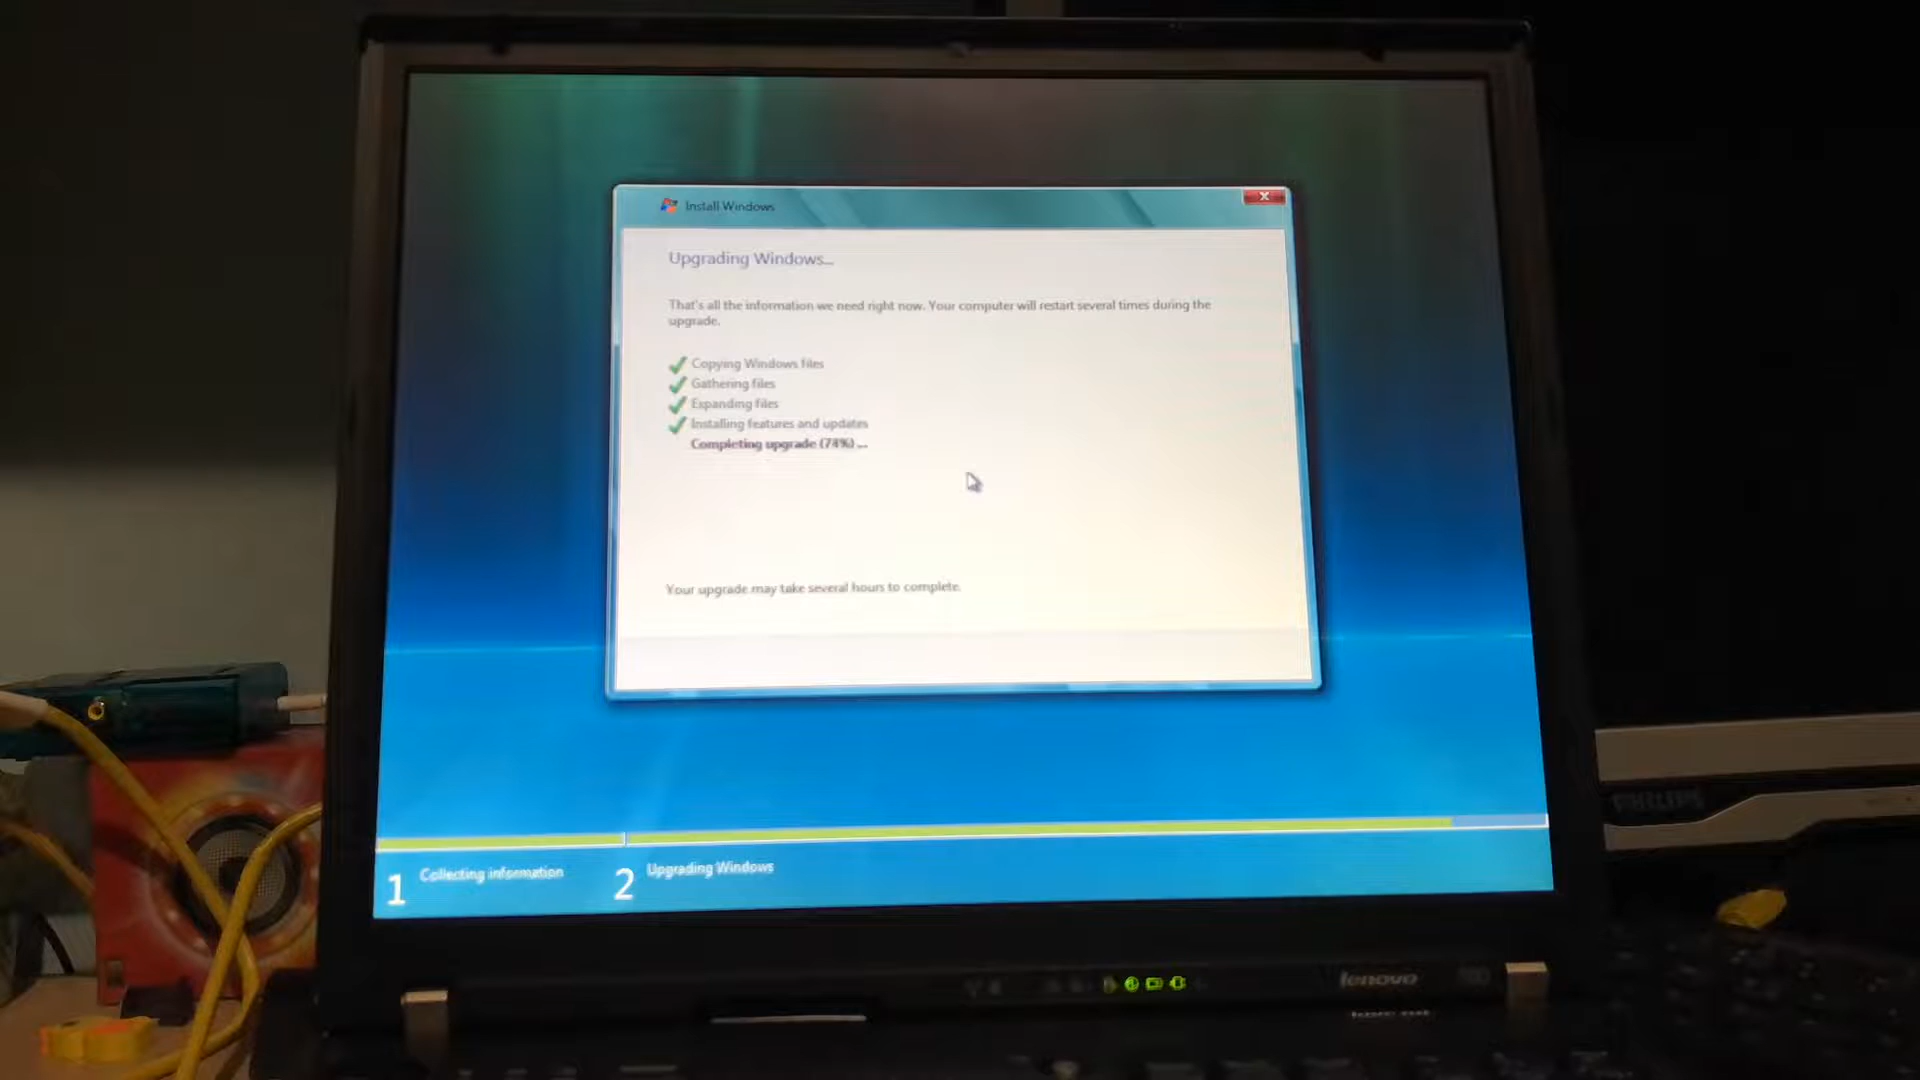 Install Windows
Upgrading Windows...
That's all the information we need right now. Your computer will restart several times during the
upgrade.
Copying Windows files
Gathering files
Expanding files
Installing features and updates
Completing upgrade (74%) ...
Your upgrade may take several hours to complete.
1 Collecting information
2 Upgrading Windows
PHILIPS
lenovo